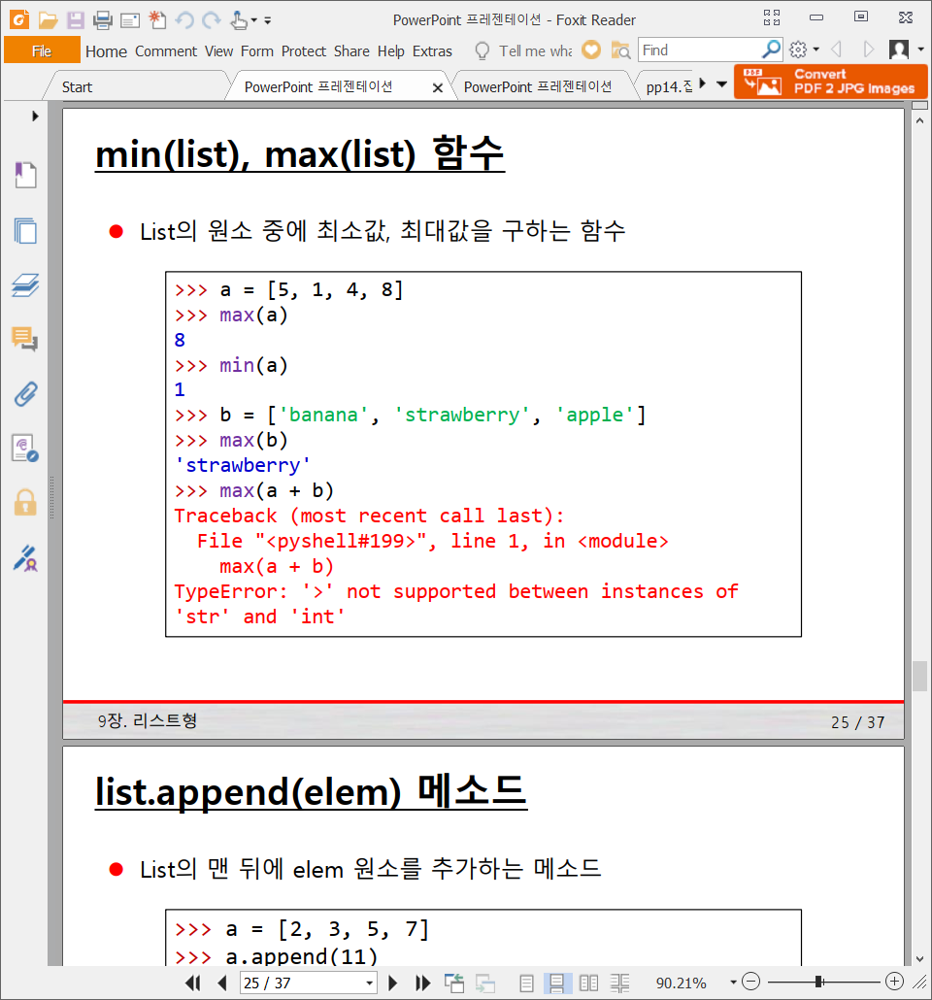 PowerPoint 프레젠테이션 - Foxit Reader
File Home Comment View Form Protect Share Help Extras Tell me wha Find
Start PowerPoint 프레젠테이션 PowerPoint 프레젠테이션 pp14.집
PDF Convert
PDF 2 JPG Images
min(list), max(list) 함수
List의 원소 중에 최소값, 최대값을 구하는 함수
>>> a = [5, 1, 4, 8]
>>> max(a)
8
>>> min(a)
1
>>> b = ['banana', 'strawberry', 'apple']
>>> max(b)
'strawberry'
>>> max(a + b)
Traceback (most recent call last):
  File "<pyshell#199>", line 1, in <module>
    max(a + b)
TypeError: '>' not supported between instances of
'str' and 'int'
9장. 리스트형 25 / 37
list.append(elem) 메소드
List의 맨 뒤에 elem 원소를 추가하는 메소드
>>> a = [2, 3, 5, 7]
>>> a.append(11)
25 / 37 90.21%